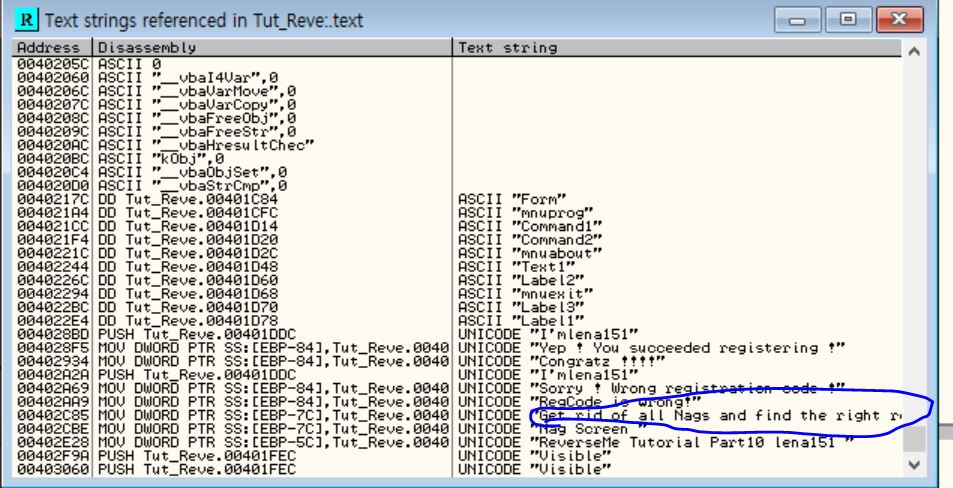 R Text strings referenced in Tut_Reve:.text
Address Disassembly Text string
0040205C ASCII 0
00402060 ASCII "__vbaI4Var",0
0040206C ASCII "__vbaVarMove",0
0040207C ASCII "__vbaVarCopy",0
0040208C ASCII "__vbaFreeObj",0
0040209C ASCII "__vbaFreeStr",0
004020AC ASCII "__vbaHresultChec"
004020BC ASCII "kObj",0
004020C4 ASCII "__vbaObjSet",0
004020D0 ASCII "__vbaStrCmp",0
0040217C DD Tut_Reve.00401C84 ASCII "Form"
004021A4 DD Tut_Reve.00401CFC ASCII "mnuprog"
004021CC DD Tut_Reve.00401D14 ASCII "Command1"
004021F4 DD Tut_Reve.00401D20 ASCII "Command2"
0040221C DD Tut_Reve.00401D2C ASCII "mnuabout"
00402244 DD Tut_Reve.00401D48 ASCII "Text1"
0040226C DD Tut_Reve.00401D60 ASCII "Label2"
00402294 DD Tut_Reve.00401D68 ASCII "mnuexit"
004022BC DD Tut_Reve.00401D70 ASCII "Label3"
004022E4 DD Tut_Reve.00401D78 ASCII "Label1"
004028BD PUSH Tut_Reve.00401DDC UNICODE "I'mlena151"
004028F5 MOV DWORD PTR SS:[EBP-84],Tut_Reve.0040 UNICODE "Yep ! You succeeded registering !"
00402934 MOV DWORD PTR SS:[EBP-84],Tut_Reve.0040 UNICODE "Congratz !!!!"
00402A2A PUSH Tut_Reve.00401DDC UNICODE "I'mlena151"
00402A69 MOV DWORD PTR SS:[EBP-84],Tut_Reve.0040 UNICODE "Sorry ! Wrong registration code !"
00402AA9 MOV DWORD PTR SS:[EBP-84],Tut_Reve.0040 UNICODE "RegCode is wrong!"
00402C85 MOV DWORD PTR SS:[EBP-7C],Tut_Reve.0040 UNICODE "Get rid of all Nags and find the right r
00402CBE MOV DWORD PTR SS:[EBP-7C],Tut_Reve.0040 UNICODE "Nag Screen "
00402E28 MOV DWORD PTR SS:[EBP-5C],Tut_Reve.0040 UNICODE "ReverseMe Tutorial Part10 lena151 "
00402F9A PUSH Tut_Reve.00401FEC UNICODE "Visible"
00403060 PUSH Tut_Reve.00401FEC UNICODE "Visible"